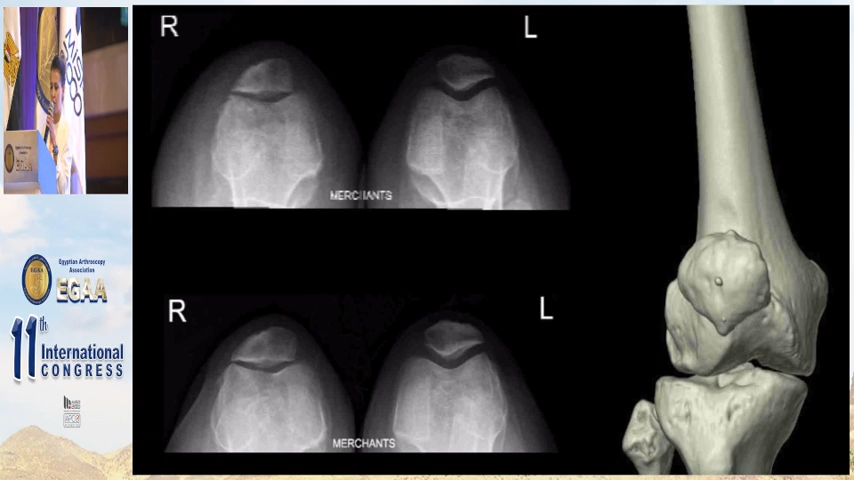 R
L
MERCHANTS
R
L
MERCHANTS
Egyptian Arthroscopy
Association
EGAA
11th
International
CONGRESS